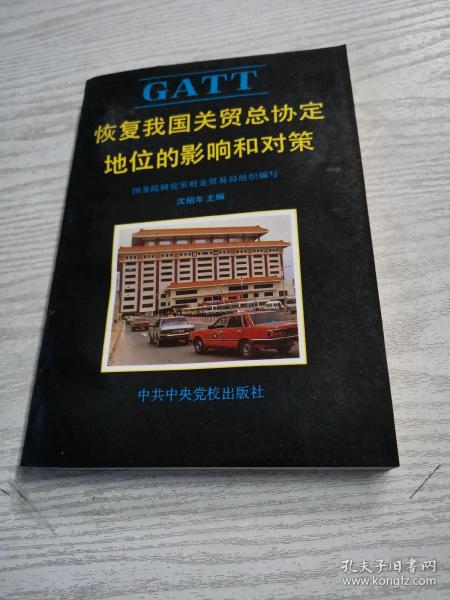 GATT
恢复我国关贸总协定
地位的影响和对策
国务院研究室财金贸易局组织编写
沈柏年 主编
中共中央党校出版社
孔夫子旧书网
www.kongfz.com